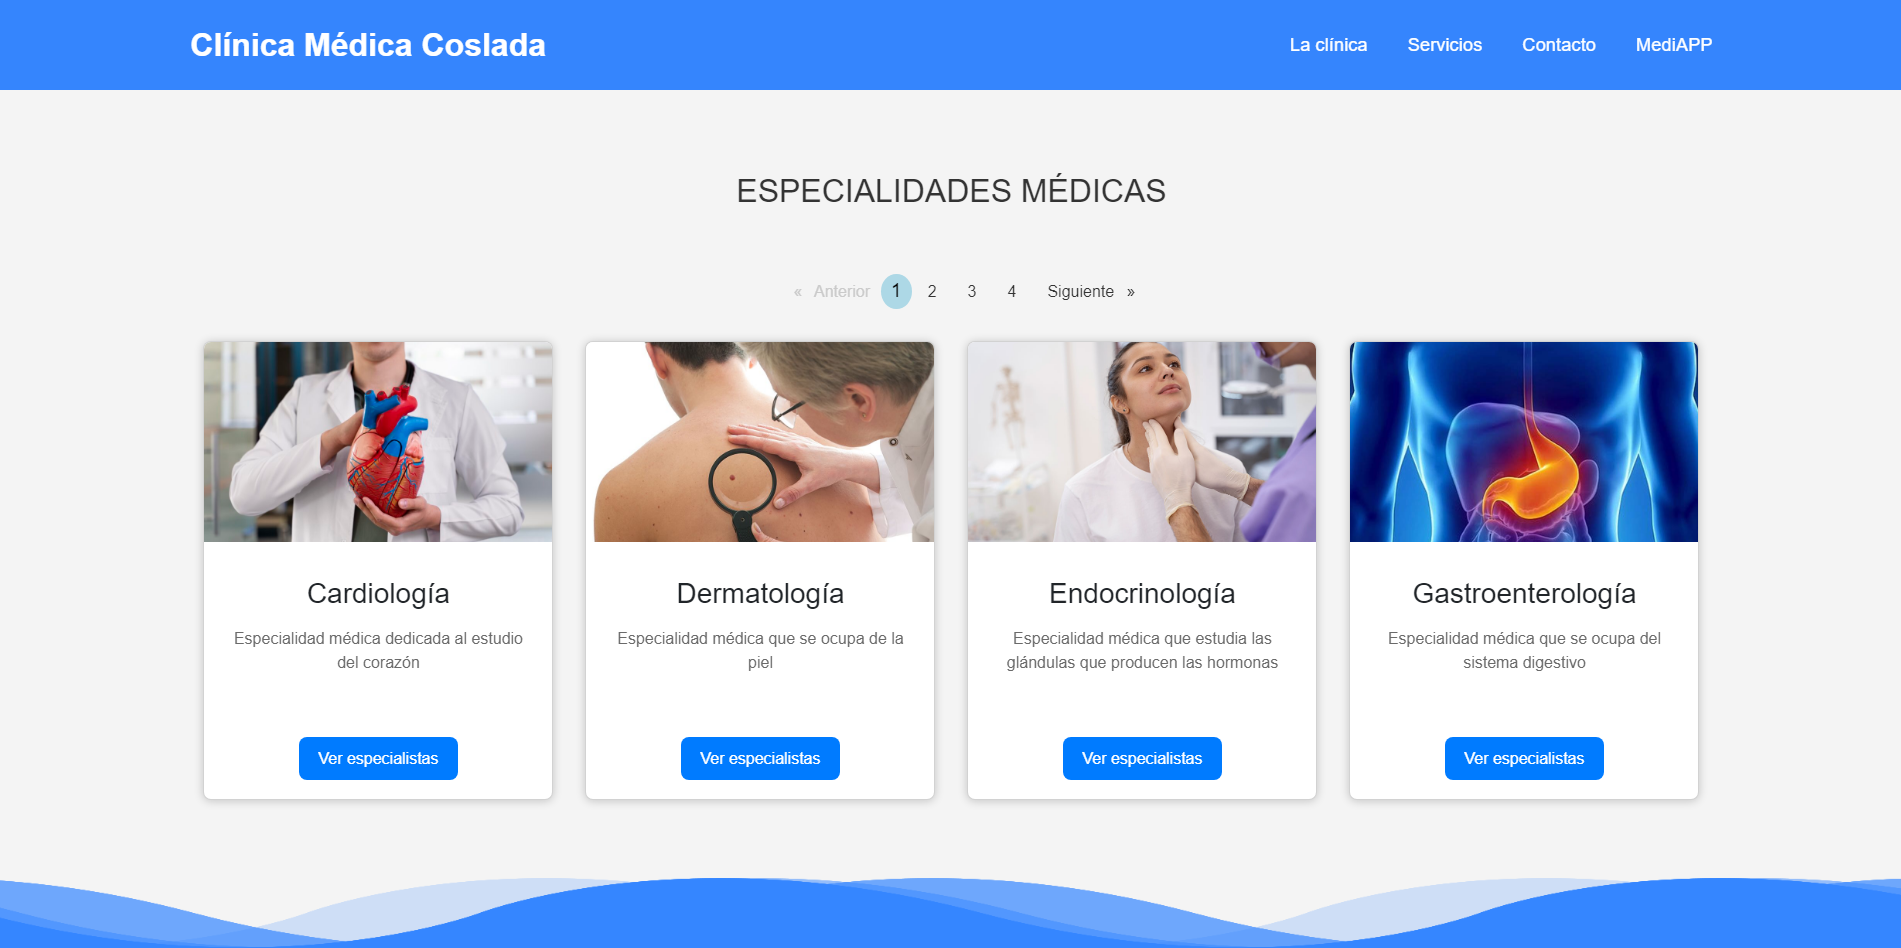 Clínica Médica Coslada
La clínica Servicios Contacto MediAPP
ESPECIALIDADES MÉDICAS
« Anterior 1 2 3 4 Siguiente »
Cardiología
Especialidad médica dedicada al estudio
del corazón
Ver especialistas
Dermatología
Especialidad médica que se ocupa de la
piel
Ver especialistas
Endocrinología
Especialidad médica que estudia las
glándulas que producen las hormonas
Ver especialistas
Gastroenterología
Especialidad médica que se ocupa del
sistema digestivo
Ver especialistas